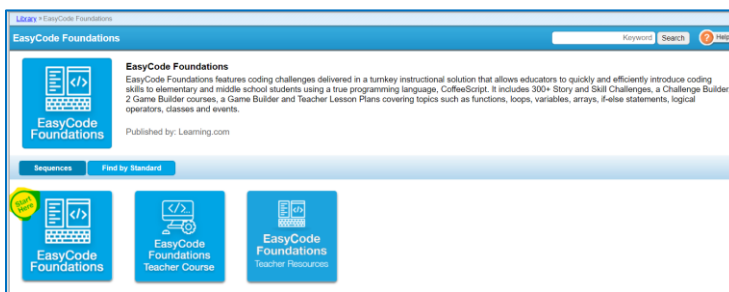 Library > EasyCode Foundations
EasyCode Foundations
Keyword
Search
Help
EasyCode
Foundations
EasyCode Foundations
EasyCode Foundations features coding challenges delivered in a turnkey instructional solution that allows educators to quickly and efficiently introduce coding
skills to elementary and middle school students using a true programming language, CoffeeScript. It includes 300+ Story and Skill Challenges, a Challenge Builder
2 Game Builder courses, a Game Builder and Teacher Lesson Plans covering topics such as functions, loops, variables, arrays, if-else statements, logical
operators, classes and events.
Published by: Learning.com
Sequences
Find by Standard
Start
Here
EasyCode
Foundations
EasyCode
Foundations
Teacher Course
EasyCode
Foundations
Teacher Resources